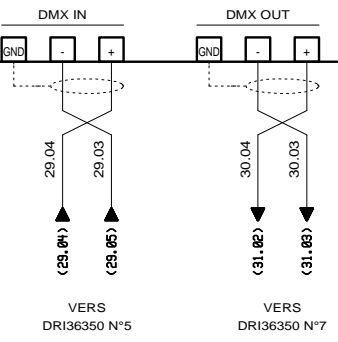 DMX IN
DMX OUT
GND - +
GND - +
29.04
29.03
30.04
30.03
(29.04)
(29.05)
(31.02)
(31.03)
VERS
DRI36350 N°5
VERS
DRI36350 N°7